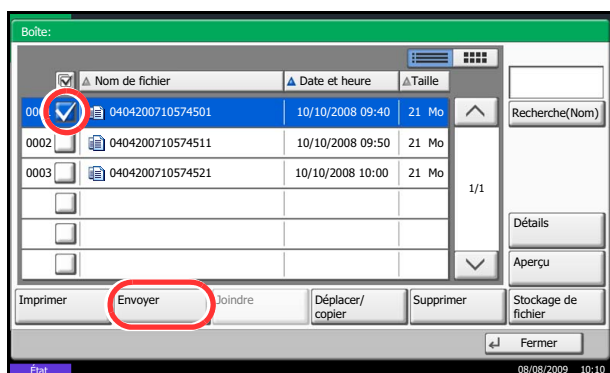 Boîte:
Nom de fichier Date et heure Taille
0001 0404200710574501 10/10/2008 09:40 21 Mo Recherche(Nom)
0002 0404200710574511 10/10/2008 09:50 21 Mo
0003 0404200710574521 10/10/2008 10:00 21 Mo
1/1
Détails
Aperçu
Imprimer Envoyer Joindre Déplacer/ copier Supprimer Stockage de fichier
Fermer
État 08/08/2009 10:10